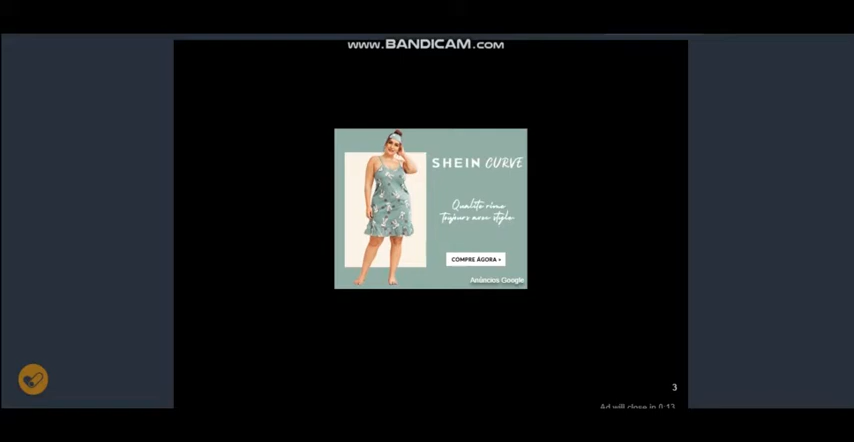 www.BANDICAM.com
SHEIN CURVE
Qualité rime
toujours avec style
COMPRE ÁGORA
Anúncios Google
3
Ad will close in 0:13